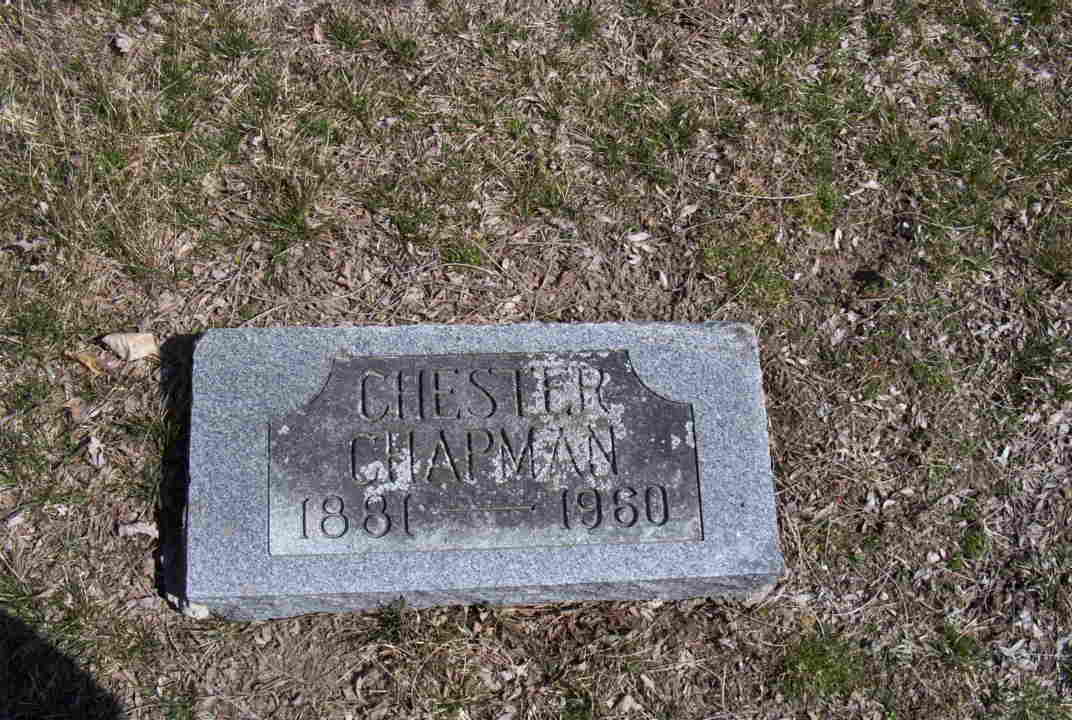 CHESTER
CHAPMAN
1881 — 1960